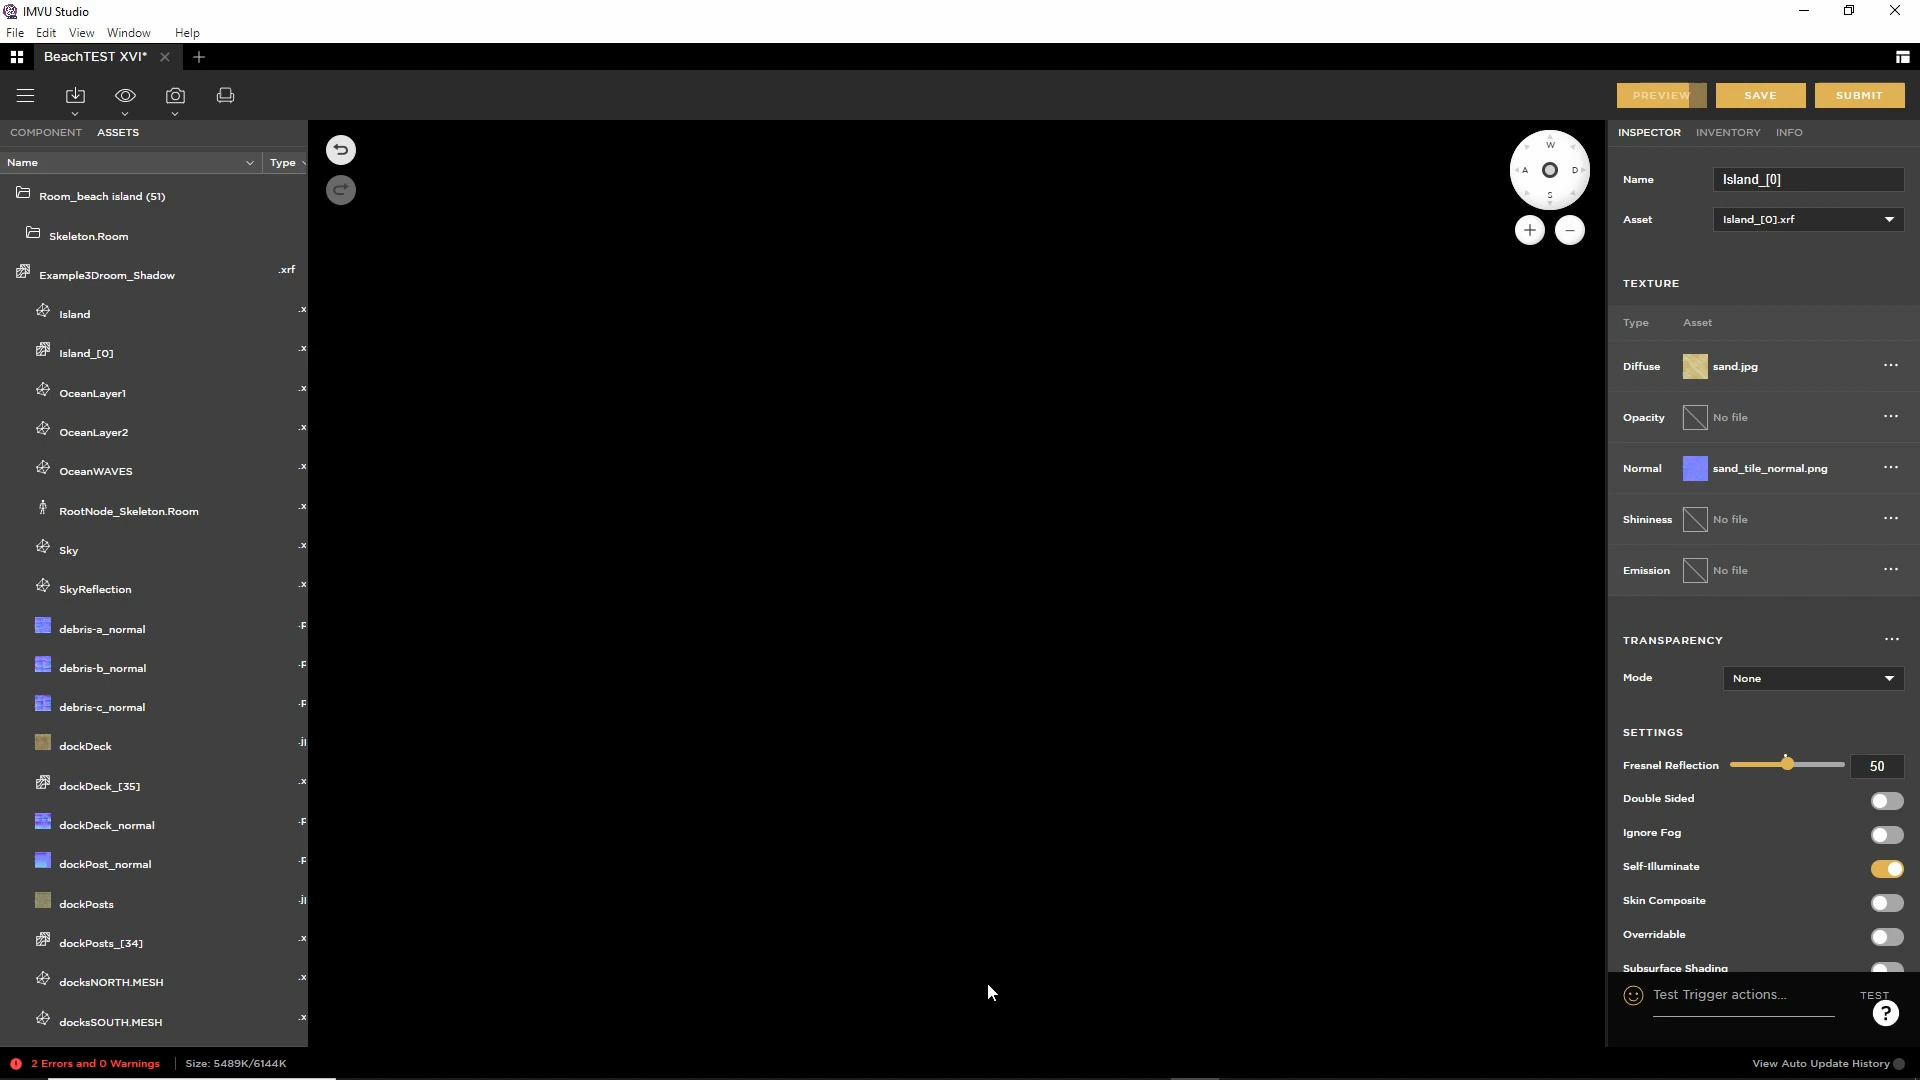 IMVU Studio
File Edit View Window Help
BeachTEST XVI*
PREVIEW SAVE SUBMIT
COMPONENT ASSETS
Name Type
Room_beach island (51)
Skeleton.Room
Example3Droom_Shadow .xrf
Island .x
Island_[0] .x
OceanLayer1 .x
OceanLayer2 .x
OceanWAVES .x
RootNode_Skeleton.Room .x
Sky .x
SkyReflection .x
debris-a_normal
debris-b_normal
debris-c_normal
dockDeck
dockDeck_[35] .x
dockDeck_normal
dockPost_normal
dockPosts
dockPosts_[34] .x
docksNORTH.MESH .x
docksSOUTH.MESH .x
2 Errors and 0 Warnings Size: 5489K/6144K
W
A D
S
INSPECTOR INVENTORY INFO
Name Island_[0]
Asset Island_[0].xrf
TEXTURE
Type Asset
Diffuse sand.jpg
Opacity No file
Normal sand_tile_normal.png
Shininess No file
Emission No file
TRANSPARENCY
Mode None
SETTINGS
Fresnel Reflection 50
Double Sided
Ignore Fog
Self-Illuminate
Skin Composite
Overridable
Subsurface Shading
Test Trigger actions... TEST
?
View Auto Update History